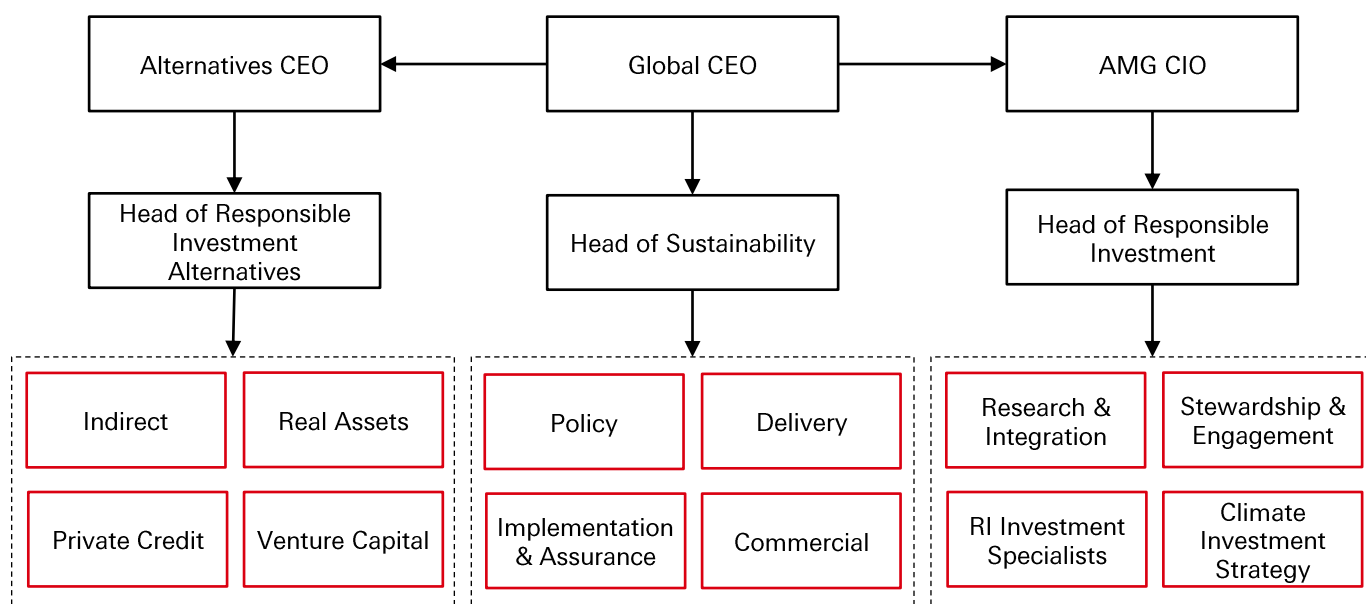 Alternatives CEO
Global CEO
AMG CIO
Head of Responsible
Investment
Alternatives
Head of Sustainability
Head of Responsible
Investment
Indirect
Real Assets
Private Credit
Venture Capital
Policy
Delivery
Implementation
& Assurance
Commercial
Research &
Integration
Stewardship &
Engagement
RI Investment
Specialists
Climate
Investment
Strategy